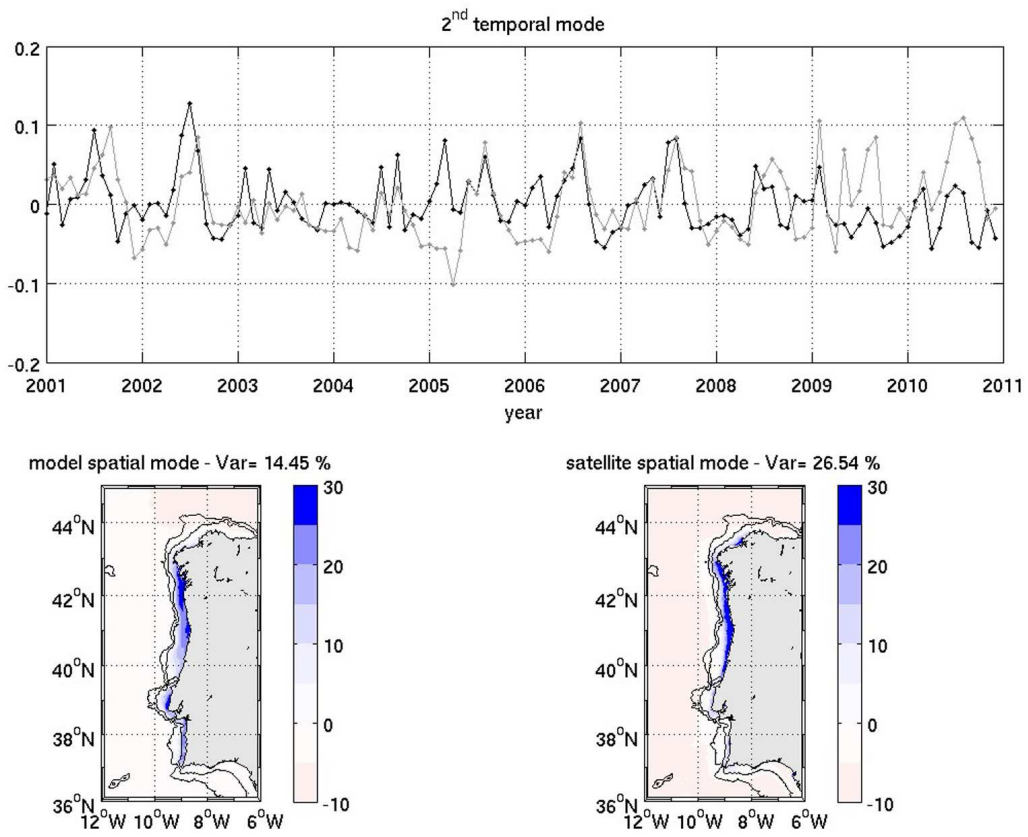 2nd temporal mode
0.2
0.1
0
-0.1
-0.2
2001 2002 2003 2004 2005 2006 2007 2008 2009 2010 2011
year
model spatial mode - Var= 14.45 %
44°N
42°N
40°N
38°N
36°N
12°W 10°W 8°W 6°W
30
20
10
0
-10
satellite spatial mode - Var= 26.54 %
44°N
42°N
40°N
38°N
36°N
12°W 10°W 8°W 6°W
30
20
10
0
-10